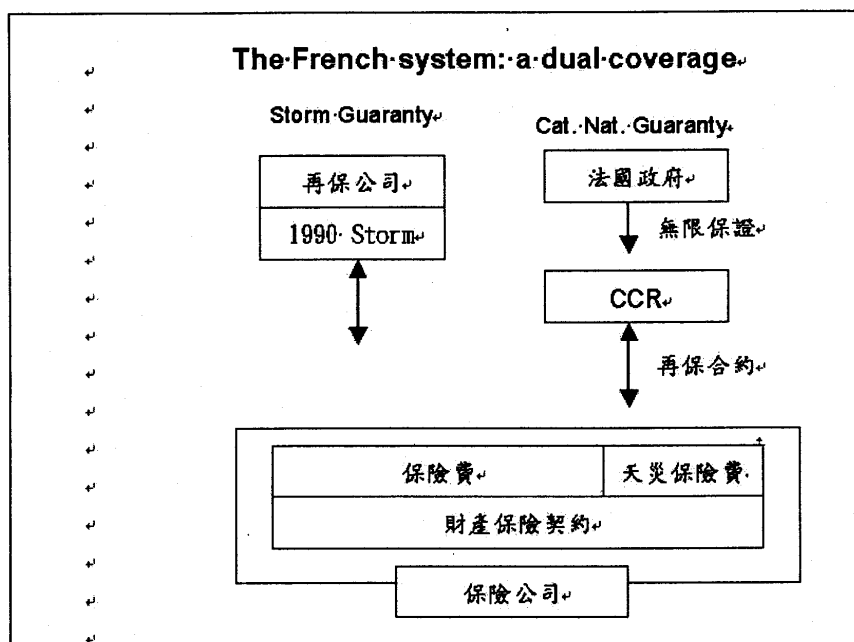 The French system: a dual coverage
Storm Guaranty
Cat. Nat. Guaranty
再保公司
1990 Storm
法國政府
無限保證
CCR
再保合約
保險費
天災保險費
財產保險契約
保險公司